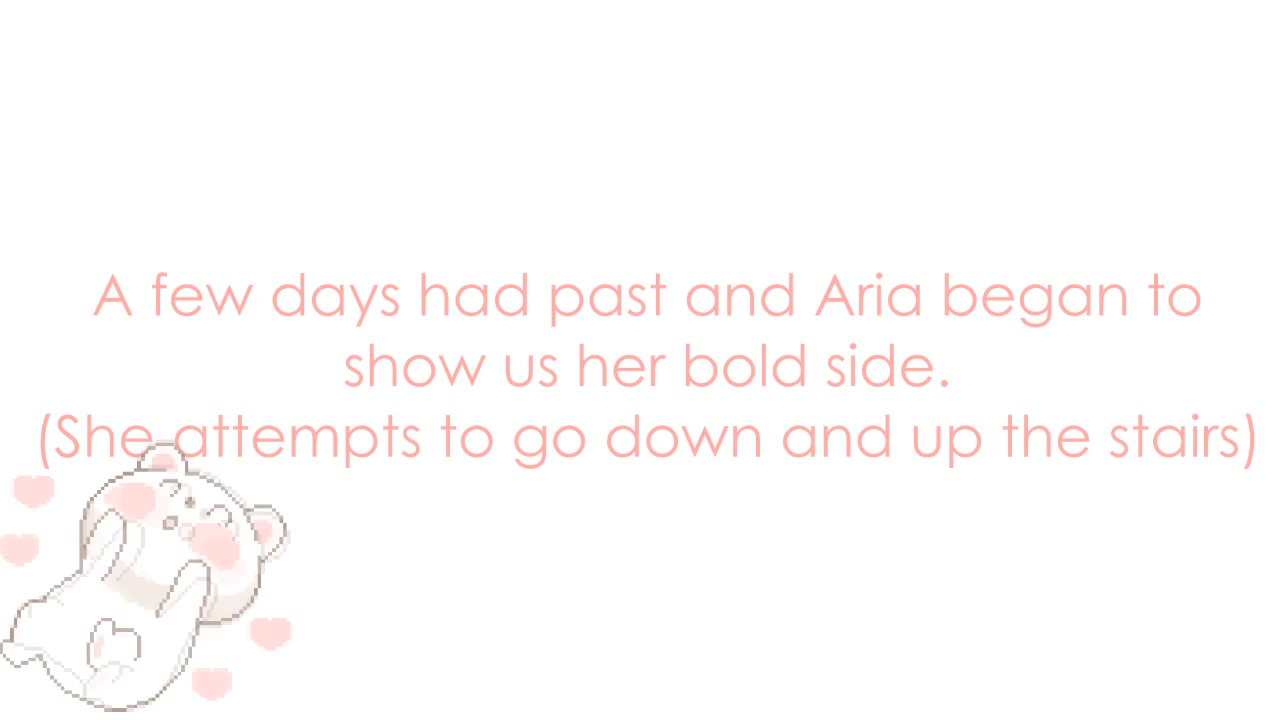 A few days had past and Aria began to
show us her bold side.
(She attempts to go down and up the stairs)